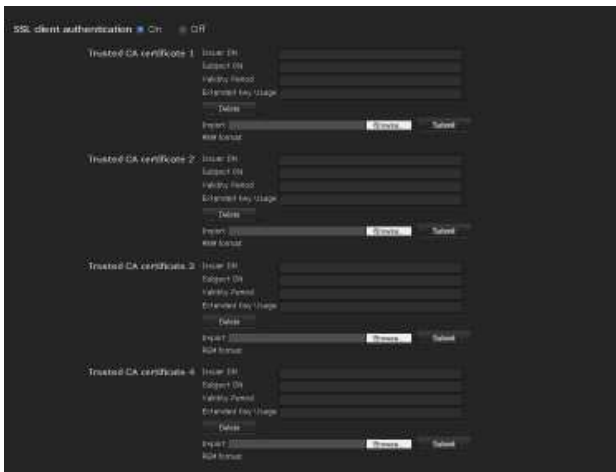 SSL client authentication On Off
Trusted CA certificate 1 Issuer DN
Subject DN
Validity Period
Extended Key Usage
Delete
Import Browse... Submit
PEM format
Trusted CA certificate 2 Issuer DN
Subject DN
Validity Period
Extended Key Usage
Delete
Import Browse... Submit
PEM format
Trusted CA certificate 3 Issuer DN
Subject DN
Validity Period
Extended Key Usage
Delete
Import Browse... Submit
PEM format
Trusted CA certificate 4 Issuer DN
Subject DN
Validity Period
Extended Key Usage
Delete
Import Browse... Submit
PEM format